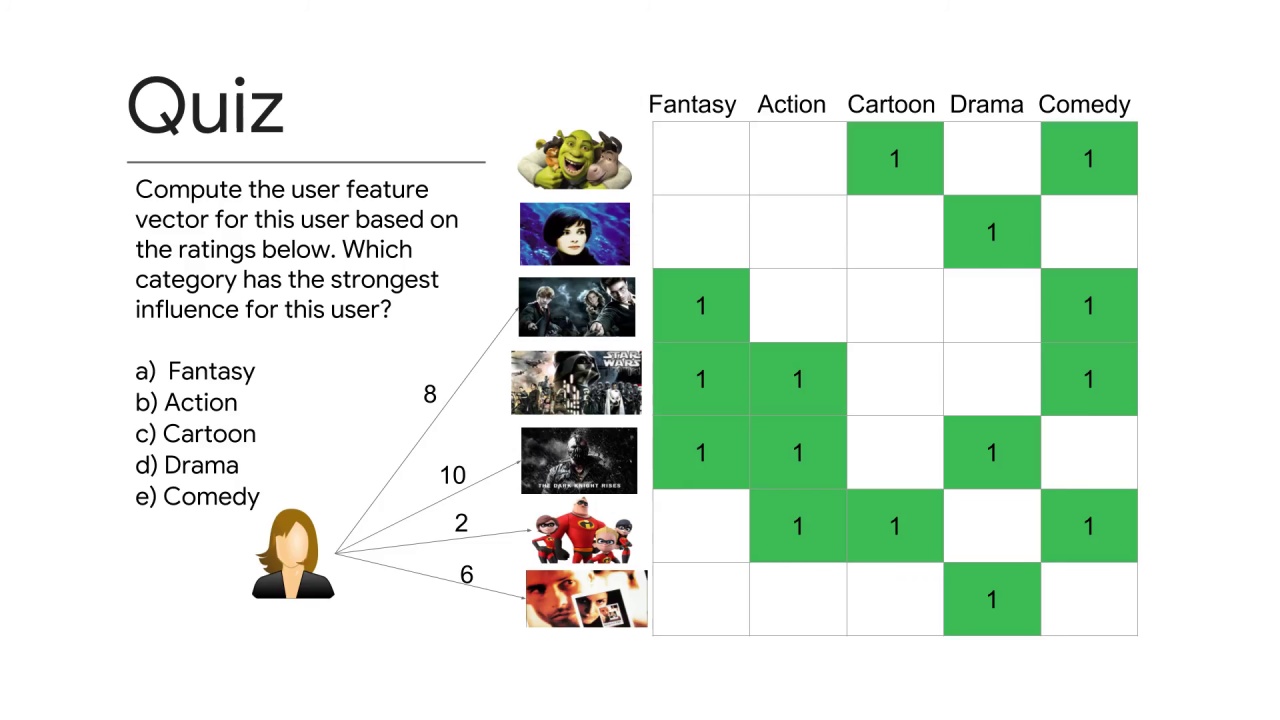 Quiz
Compute the user feature
vector for this user based on
the ratings below. Which
category has the strongest
influence for this user?
a) Fantasy
b) Action
c) Cartoon
d) Drama
e) Comedy
8
10
2
6
Fantasy Action Cartoon Drama Comedy
1 1
1
1 1
STAR
WARS
1 1 1
THE DARK KNIGHT RISES
1 1 1
1 1 1
1